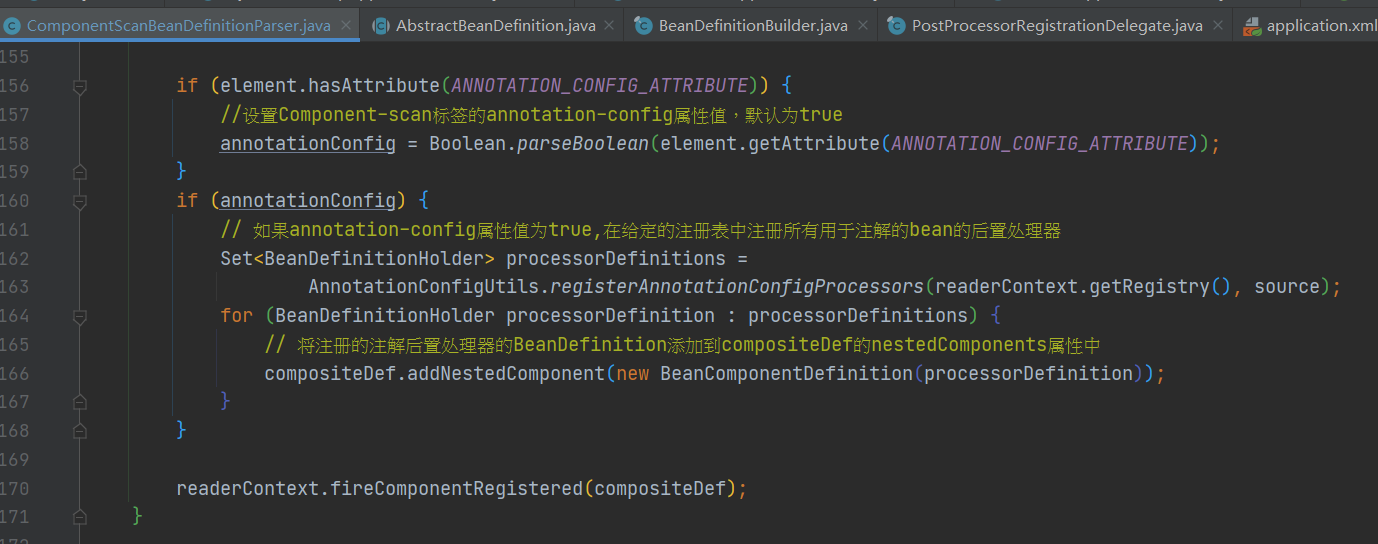 ComponentScanBeanDefinitionParser.java AbstractBeanDefinition.java BeanDefinitionBuilder.java PostProcessorRegistrationDelegate.java application.xml
155
156 if (element.hasAttribute(ANNOTATION_CONFIG_ATTRIBUTE)) {
157 //设置Component-scan标签的annotation-config属性值，默认为true
158 annotationConfig = Boolean.parseBoolean(element.getAttribute(ANNOTATION_CONFIG_ATTRIBUTE));
159 }
160 if (annotationConfig) {
161 // 如果annotation-config属性值为true,在给定的注册表中注册所有用于注解的bean的后置处理器
162 Set<BeanDefinitionHolder> processorDefinitions =
163 AnnotationConfigUtils.registerAnnotationConfigProcessors(readerContext.getRegistry(), source);
164 for (BeanDefinitionHolder processorDefinition : processorDefinitions) {
165 // 将注册的注解后置处理器的BeanDefinition添加到compositeDef的nestedComponents属性中
166 compositeDef.addNestedComponent(new BeanComponentDefinition(processorDefinition));
167 }
168 }
169
170 readerContext.fireComponentRegistered(compositeDef);
171 }